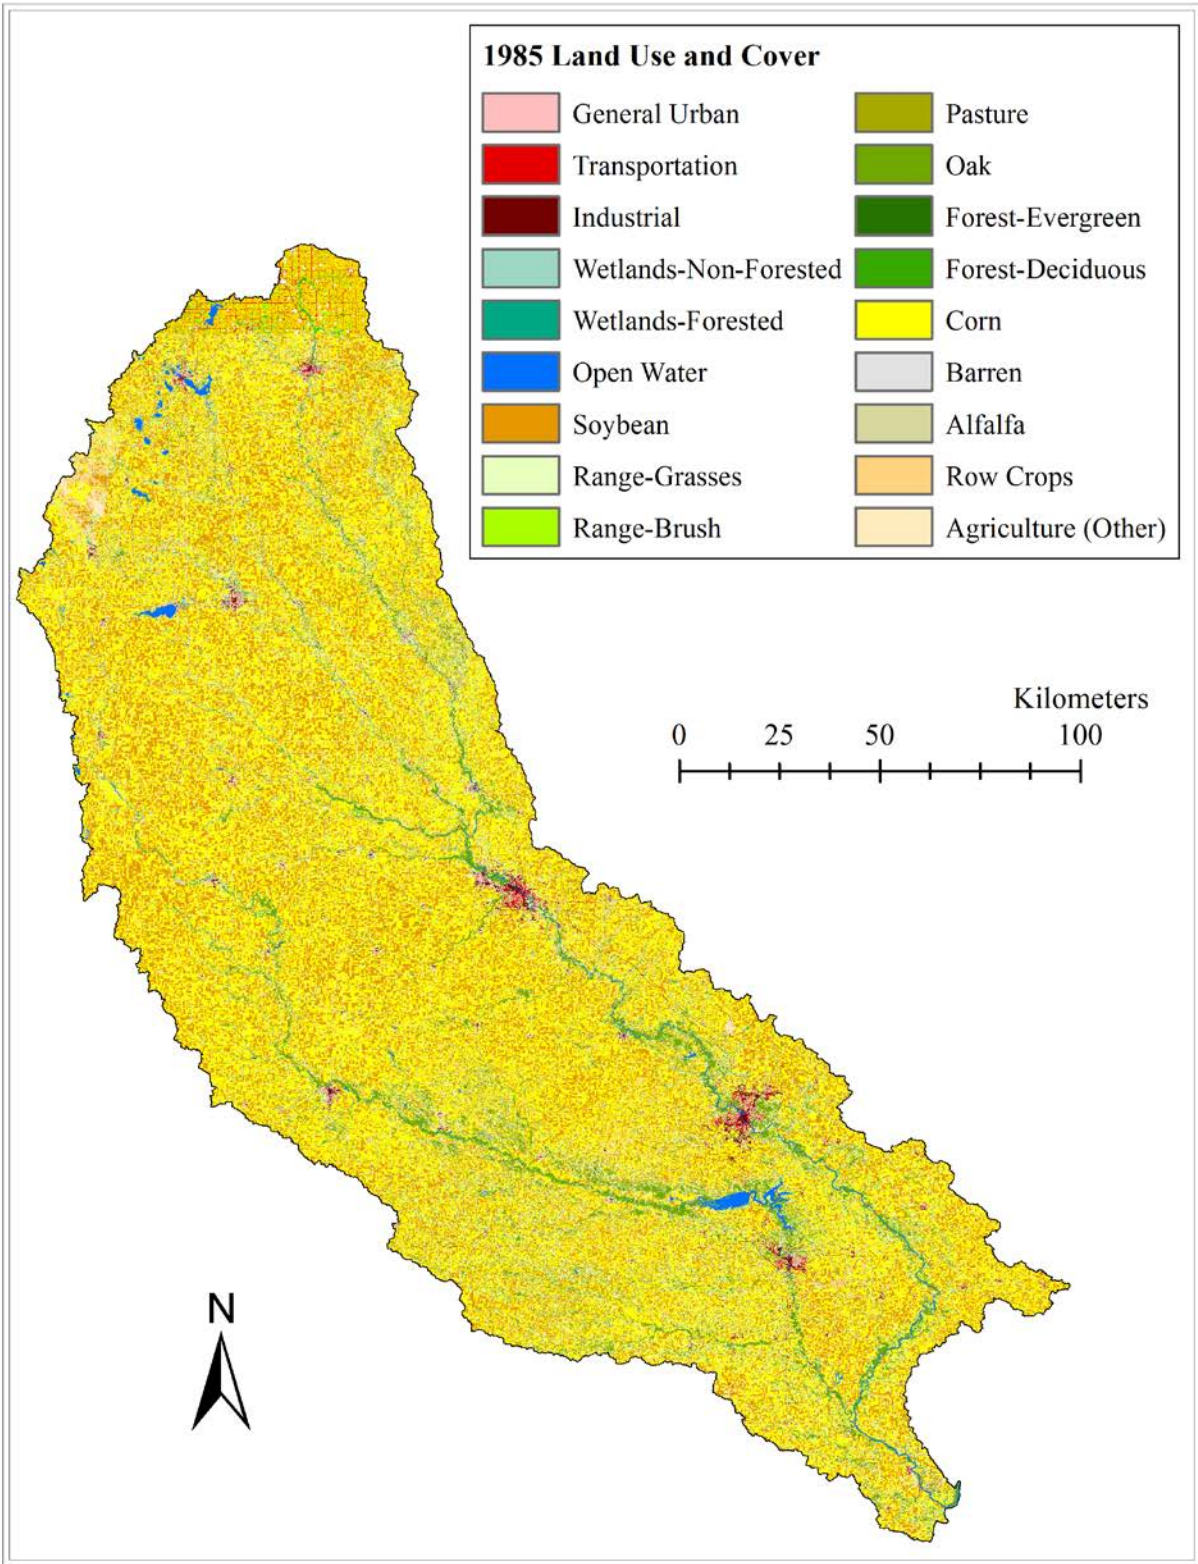 1985 Land Use and Cover
General Urban
Transportation
Industrial
Wetlands-Non-Forested
Wetlands-Forested
Open Water
Soybean
Range-Grasses
Range-Brush
Pasture
Oak
Forest-Evergreen
Forest-Deciduous
Corn
Barren
Alfalfa
Row Crops
Agriculture (Other)
Kilometers
0 25 50 100
N